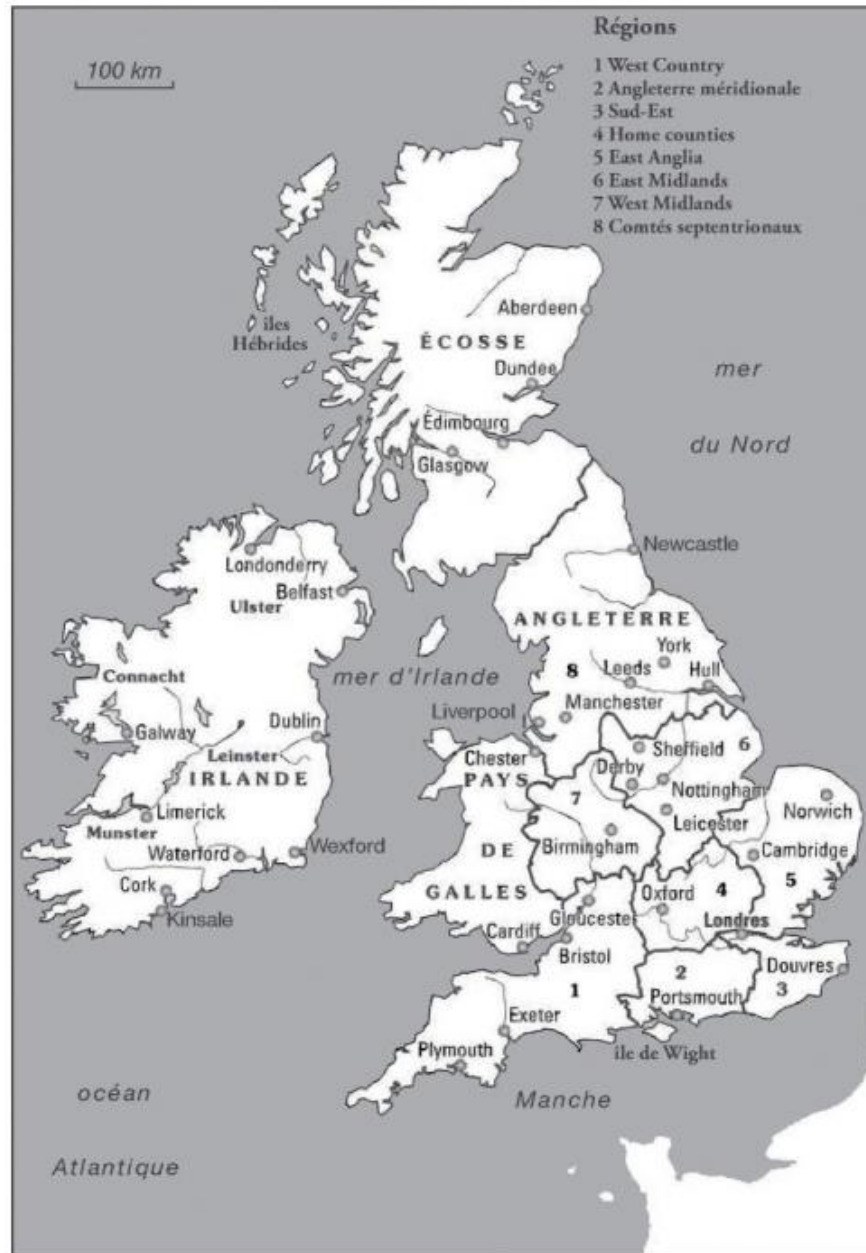 Régions
1 West Country
2 Angleterre méridionale
3 Sud-Est
4 Home counties
5 East Anglia
6 East Midlands
7 West Midlands
8 Comtés septentrionaux
100 km
îles
Hébrides
Aberdeen
ÉCOSSE
Dundee
mer
du Nord
Édimbourg
Glasgow
Newcastle
Londonderry
Belfast
Ulster
ANGLETERRE
York
8
Leeds
Hull
Connacht
mer d'Irlande
Manchester
Liverpool
Galway
Dublin
Leinster
IRLANDE
Chester
Sheffield
6
PAYS
Derby
Nottingham
7
Limerick
Munster
Leicester
Norwich
Waterford
Wexford
DE
Birmingham
Cambridge
Cork
GALLES
Oxford
4
5
Kinsale
Gloucester
Londres
Cardiff
Bristol
Douvres
2
3
1
Portsmouth
Exeter
Plymouth
île de Wight
océan
Manche
Atlantique